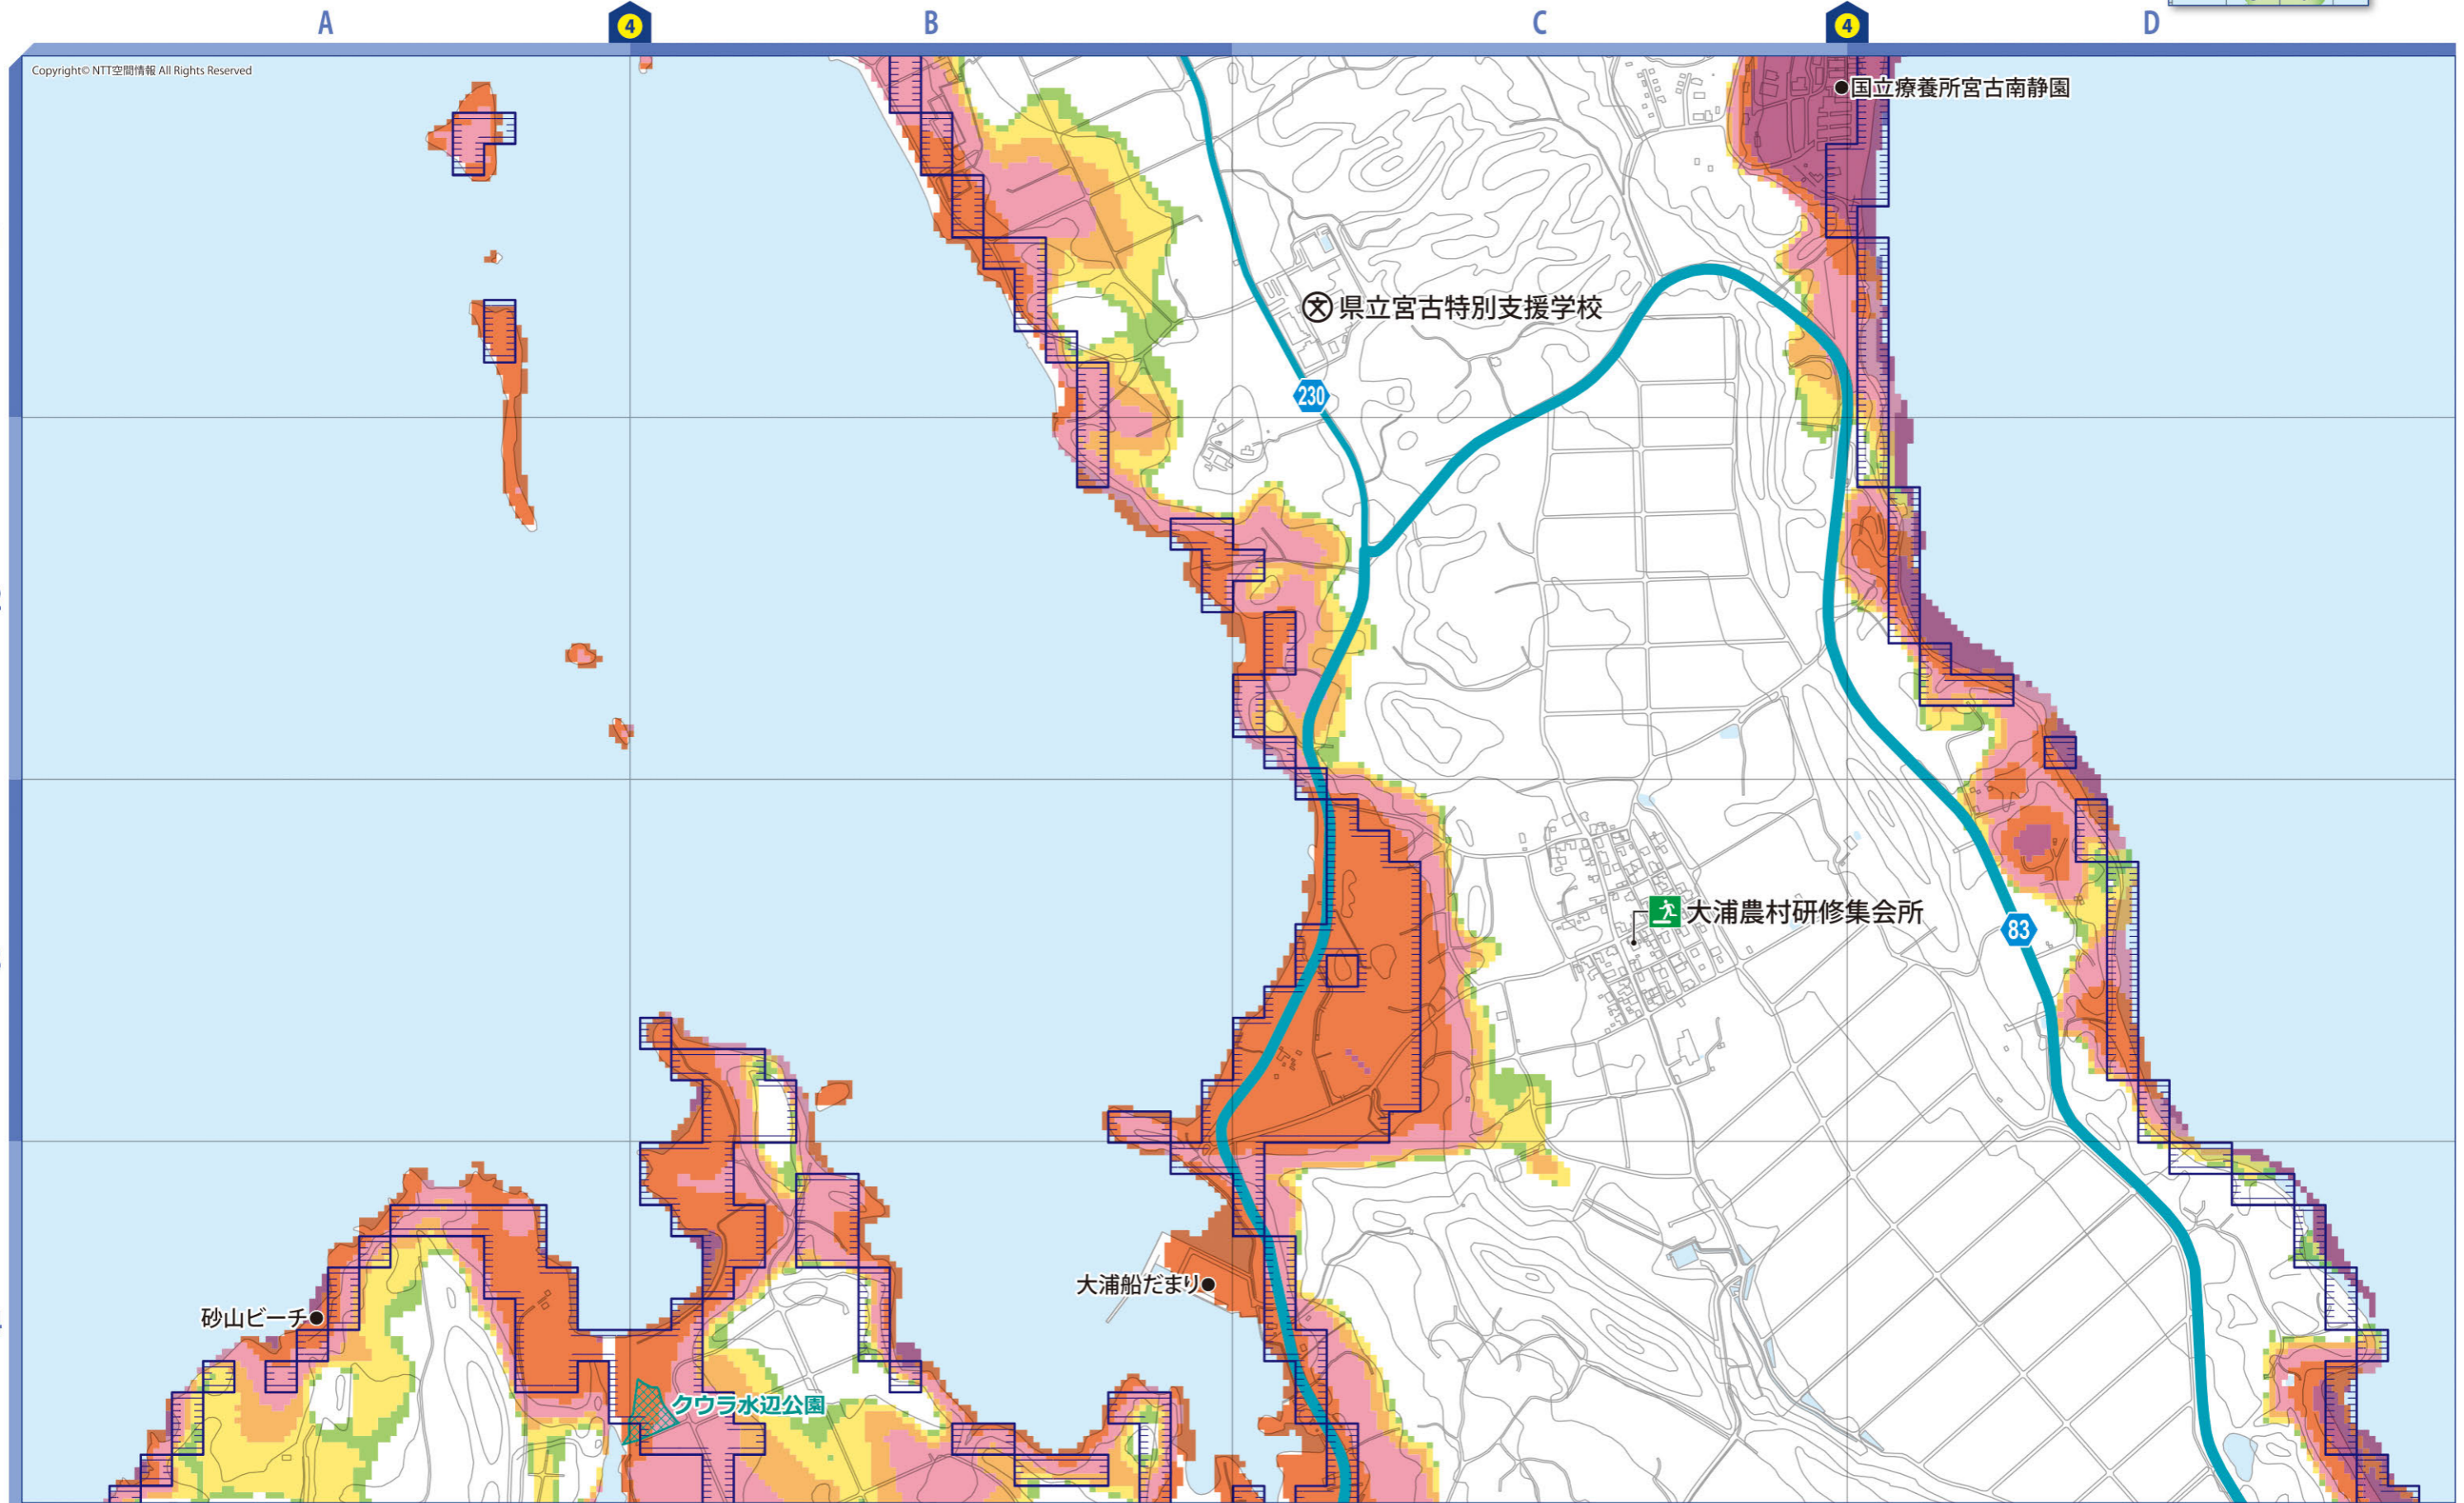 A
4
B
C
4
D
Copyright© NTT空間情報 All Rights Reserved
国立療養所宮古南静園
県立宮古特別支援学校
230
大浦農村研修集会所
83
大浦船だまり
砂山ビーチ
クウラ水辺公園